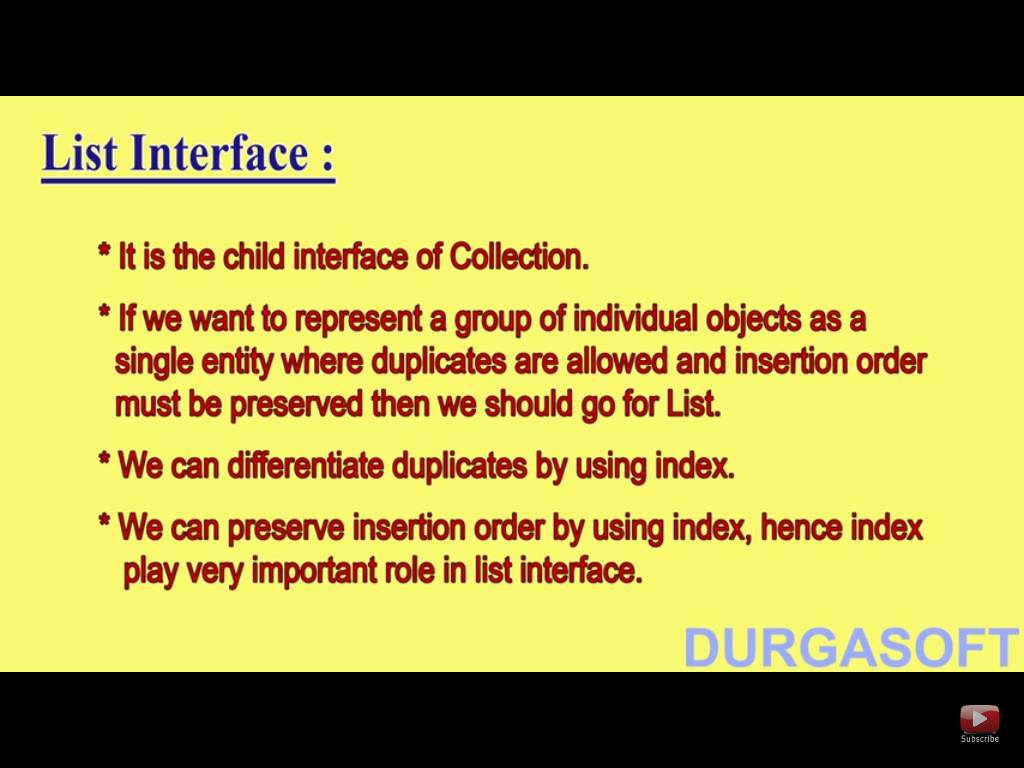 List Interface :
* It is the child interface of Collection.
* If we want to represent a group of individual objects as a
single entity where duplicates are allowed and insertion order
must be preserved then we should go for List.
* We can differentiate duplicates by using index.
* We can preserve insertion order by using index, hence index
play very important role in list interface.
DURGASOFT
Subscribe